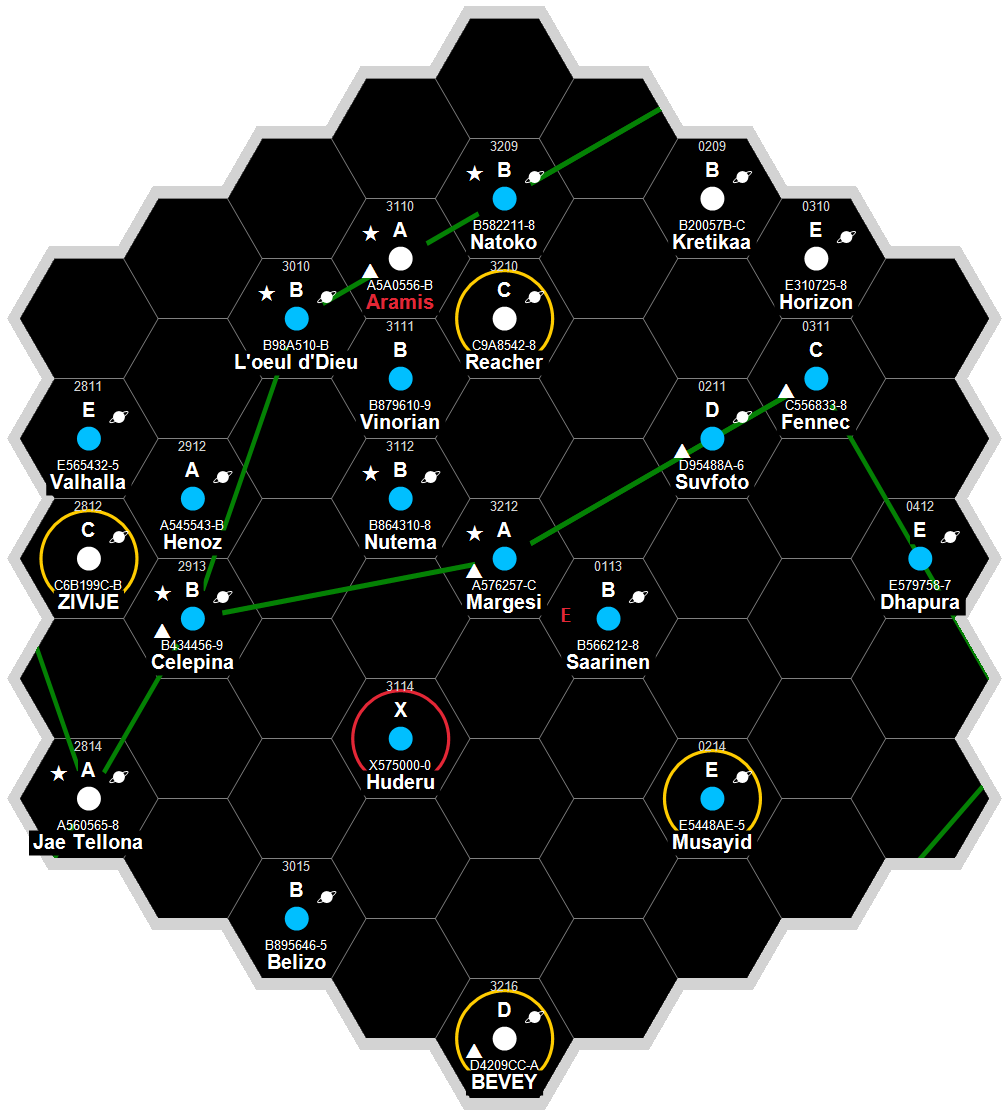 3209
B
B582211-8
Natoko
0209
B
B20057B-C
Kretikaa
3110
A
A5A0556-B
Aramis
0310
E
E310725-8
Horizon
3010
B
B98A510-B
L'oeul d'Dieu
3210
C
C9A8542-8
Reacher
3111
B
B879610-9
Vinorian
0311
C
C556833-8
Fennec
2811
E
E565432-5
Valhalla
0211
D
D95488A-6
Suvfoto
2912
A
A545543-B
Henoz
3112
B
B864310-8
Nutema
2812
C
C6B199C-B
ZIVIJE
3212
A
A576257-C
Margesi
0412
E
E579758-7
Dhapura
2913
B
B434456-9
Celepina
0113
B
E
B566212-8
Saarinen
3114
X
X575000-0
Huderu
2814
A
A560565-8
Jae Tellona
0214
E
E5448AE-5
Musayid
3015
B
B895646-5
Belizo
3216
D
D4209CC-A
BEVEY